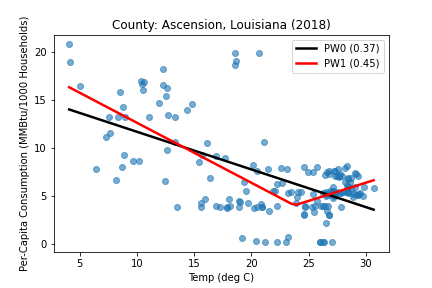 County: Ascension, Louisiana (2018)
PW0 (0.37)
PW1 (0.45)
Per-Capita Consumption (MMBtu/1000 Households)
20
15
10
5
0
5
10
15
20
25
30
Temp (deg C)